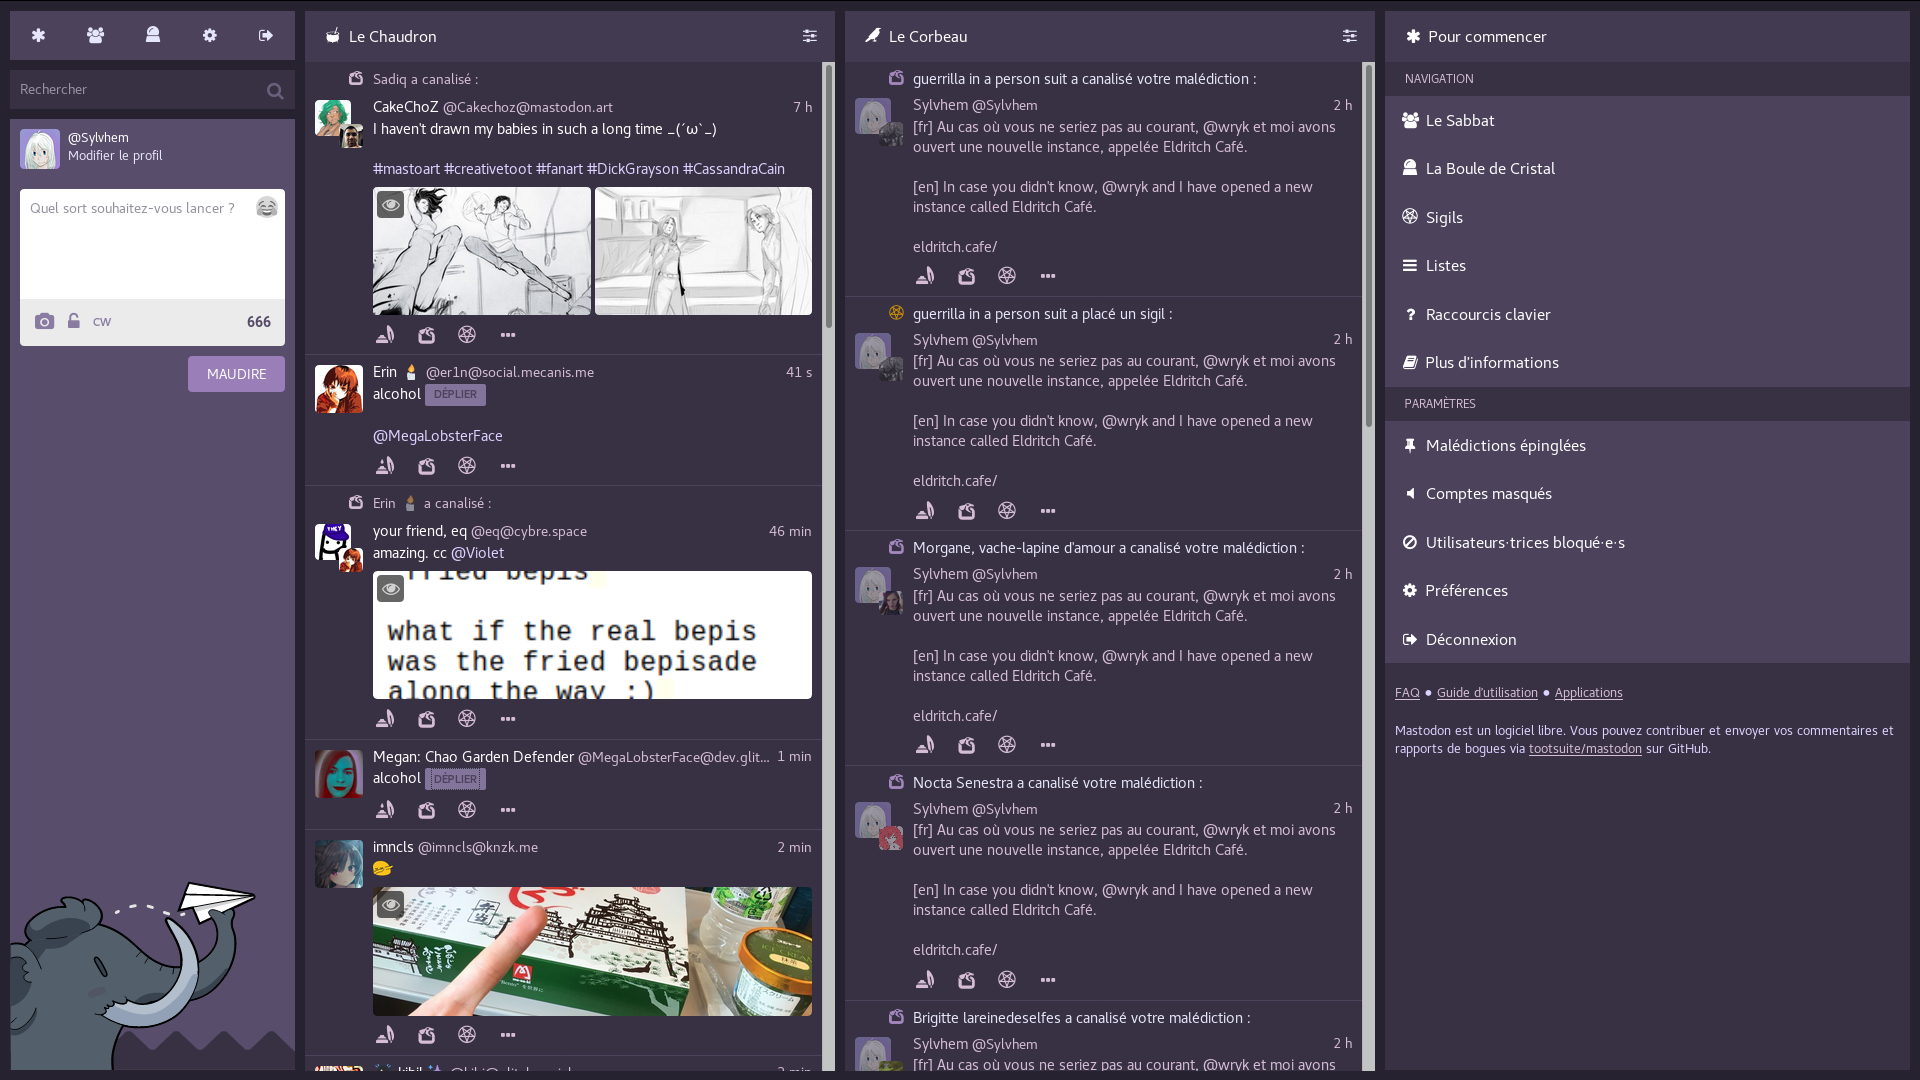 Rechercher
@Sylvhem
Modifier le profil
Quel sort souhaitez-vous lancer ?
CW
666
MAUDIRE
Le Chaudron
Sadiq a canalisé :
CakeChoZ @Cakechoz@mastodon.art 7 h
I haven't drawn my babies in such a long time _(´ω`_)
#mastoart #creativetoot #fanart #DickGrayson #CassandraCain
Erin @er1n@social.mecanis.me 41 s
alcohol DÉPLIER
@MegaLobsterFace
Erin a canalisé :
your friend, eq @eq@cybre.space 46 min
amazing. cc @Violet
THEY
fried bepis
what if the real bepis
was the fried bepisade
along the way :)
Megan: Chao Garden Defender @MegaLobsterFace@dev.glit... 1 min
alcohol DÉPLIER
imncls @imncls@knzk.me 2 min
弁当
Le Corbeau
guerrilla in a person suit a canalisé votre malédiction :
Sylvhem @Sylvhem 2 h
[fr] Au cas où vous ne seriez pas au courant, @wryk et moi avons
ouvert une nouvelle instance, appelée Eldritch Café.
[en] In case you didn't know, @wryk and I have opened a new
instance called Eldritch Café.
eldritch.cafe/
guerrilla in a person suit a placé un sigil :
Sylvhem @Sylvhem 2 h
[fr] Au cas où vous ne seriez pas au courant, @wryk et moi avons
ouvert une nouvelle instance, appelée Eldritch Café.
[en] In case you didn't know, @wryk and I have opened a new
instance called Eldritch Café.
eldritch.cafe/
Morgane, vache-lapine d'amour a canalisé votre malédiction :
Sylvhem @Sylvhem 2 h
[fr] Au cas où vous ne seriez pas au courant, @wryk et moi avons
ouvert une nouvelle instance, appelée Eldritch Café.
[en] In case you didn't know, @wryk and I have opened a new
instance called Eldritch Café.
eldritch.cafe/
Nocta Senestra a canalisé votre malédiction :
Sylvhem @Sylvhem 2 h
[fr] Au cas où vous ne seriez pas au courant, @wryk et moi avons
ouvert une nouvelle instance, appelée Eldritch Café.
[en] In case you didn't know, @wryk and I have opened a new
instance called Eldritch Café.
eldritch.cafe/
Brigitte lareinedeselfes a canalisé votre malédiction :
Sylvhem @Sylvhem 2 h
[fr] Au cas où vous ne seriez pas au courant, @wryk et moi avons
Pour commencer
NAVIGATION
Le Sabbat
La Boule de Cristal
Sigils
Listes
Raccourcis clavier
Plus d'informations
PARAMÈTRES
Malédictions épinglées
Comptes masqués
Utilisateurs·trices bloqué·e·s
Préférences
Déconnexion
FAQ • Guide d'utilisation • Applications
Mastodon est un logiciel libre. Vous pouvez contribuer et envoyer vos commentaires et
rapports de bogues via tootsuite/mastodon sur GitHub.